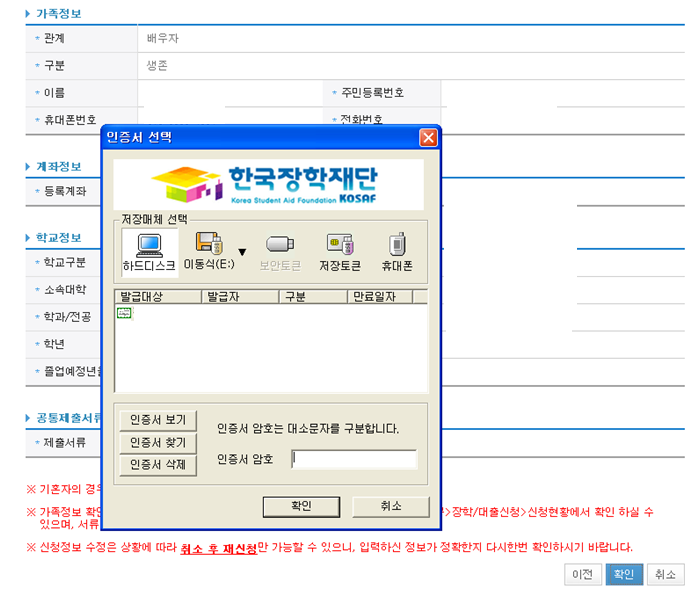 가족정보
* 관계 배우자
* 구분 생존
* 이름 * 주민등록번호
* 휴대폰번호 * 전화번호
인증서 선택
계좌정보
한국장학재단
Korea Student Aid Foundation KOSAF
* 등록계좌
저장매체 선택
학교정보
하드디스크 이동식(E:) 보안토큰 저장토큰 휴대폰
* 학교구분
* 소속대학
발급대상 발급자 구분 만료일자
* 학과/전공
* 학년
* 졸업예정년
공통제출서류
인증서 보기
인증서 암호는 대소문자를 구분합니다.
* 제출서류
인증서 찾기
인증서 암호
인증서 삭제
※ 기혼자의 경우
확인 취소
※ 가족정보 확인 >장학/대출신청>신청현황에서 확인 하실 수
있으며, 서류
※ 신청정보 수정은 상황에 따라 취소 후 재신청만 가능할 수 있으니, 입력하신 정보가 정확한지 다시한번 확인하시기 바랍니다.
이전 확인 취소